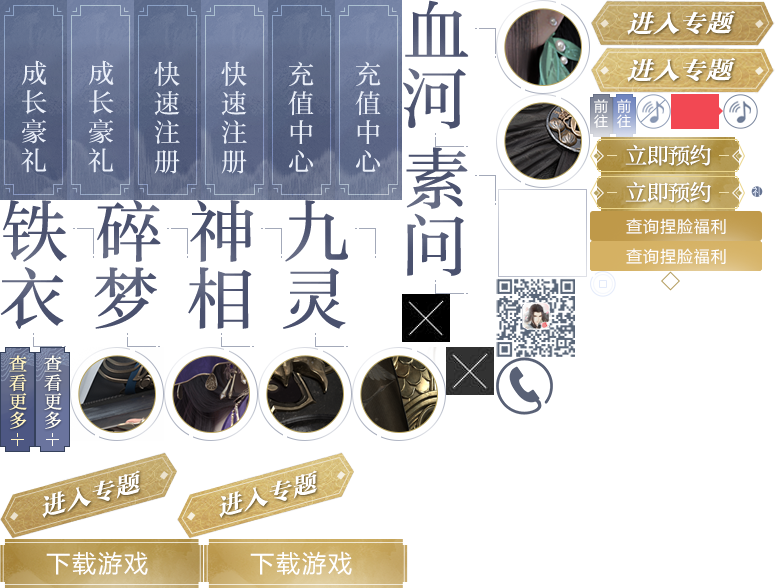 成长豪礼
成长豪礼
快速注册
快速注册
充值中心
充值中心
血河
素问
进入专题
进入专题
前往
前往
立即预约
立即预约
查询捏脸福利
查询捏脸福利
铁衣
碎梦
神相
九灵
查看更多+
查看更多+
进入专题
进入专题
下载游戏
下载游戏